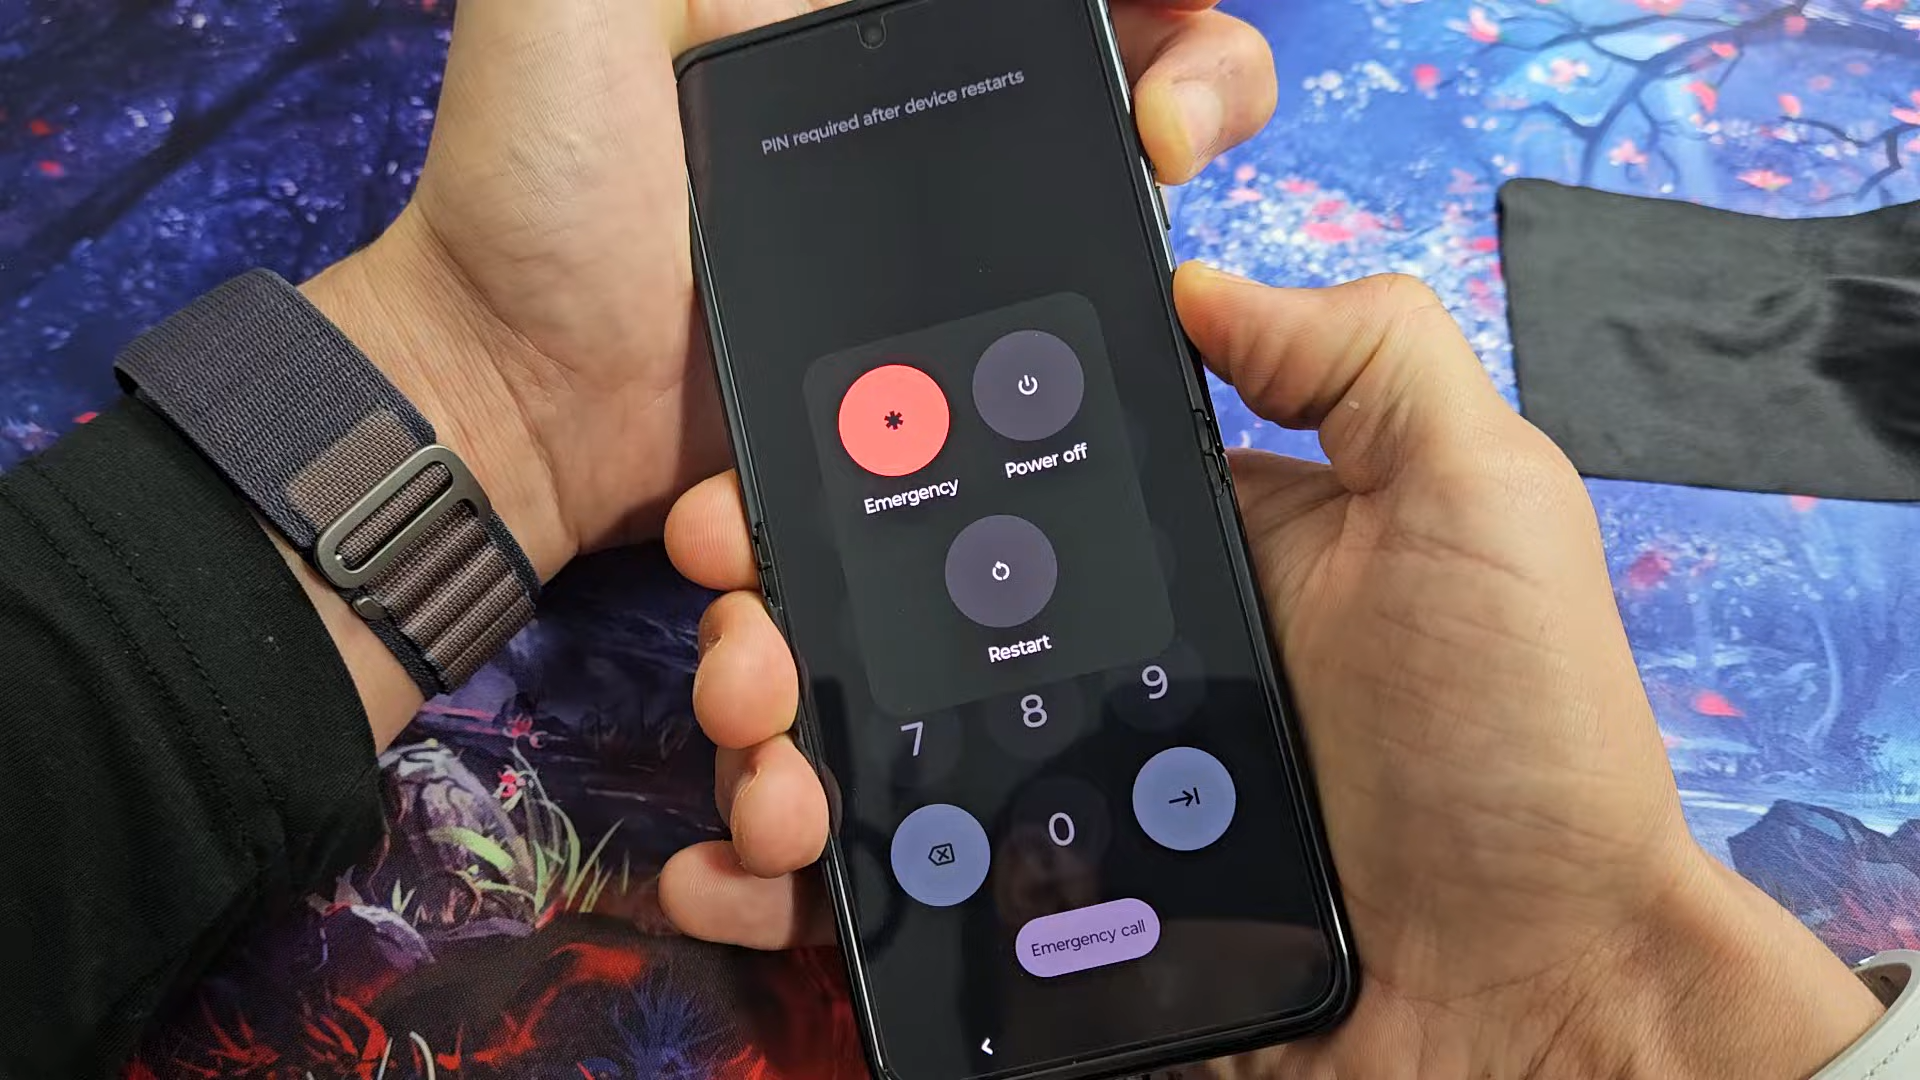 PIN required after device restarts
Emergency
Power off
Restart
7 8 9
0
Emergency call